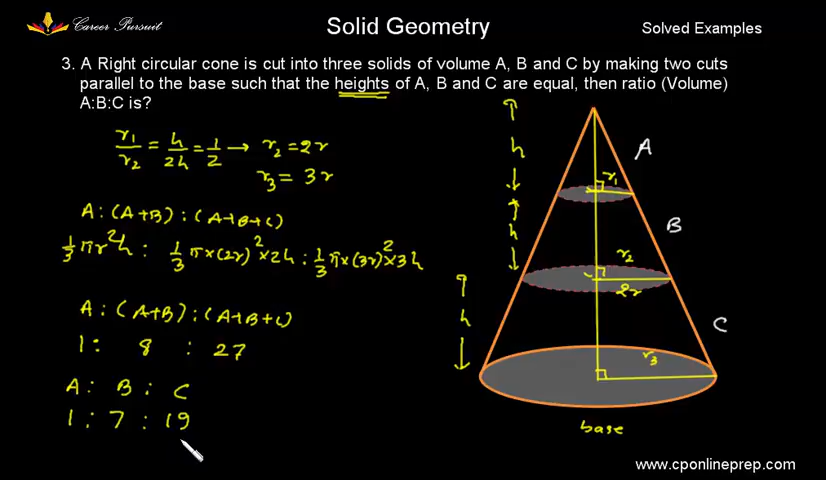 Career Pursuit
Solid Geometry
Solved Examples
3. A Right circular cone is cut into three solids of volume A, B and C by making two cuts
parallel to the base such that the heights of A, B and C are equal, then ratio (Volume)
A:B:C is?
r₁/r₂ = h/2h = 1/2 → r₂ = 2r
r₃ = 3r
A : (A+B) : (A+B+C)
1/3 πr²h : 1/3 π×(2r)²×2h : 1/3 π×(3r)²×3h
A : (A+B) : (A+B+C)
1 : 8 : 27
A : B : C
1 : 7 : 19
h
A
r₁
h
B
r₂
2r
h
C
r₃
base
www.cponlineprep.com